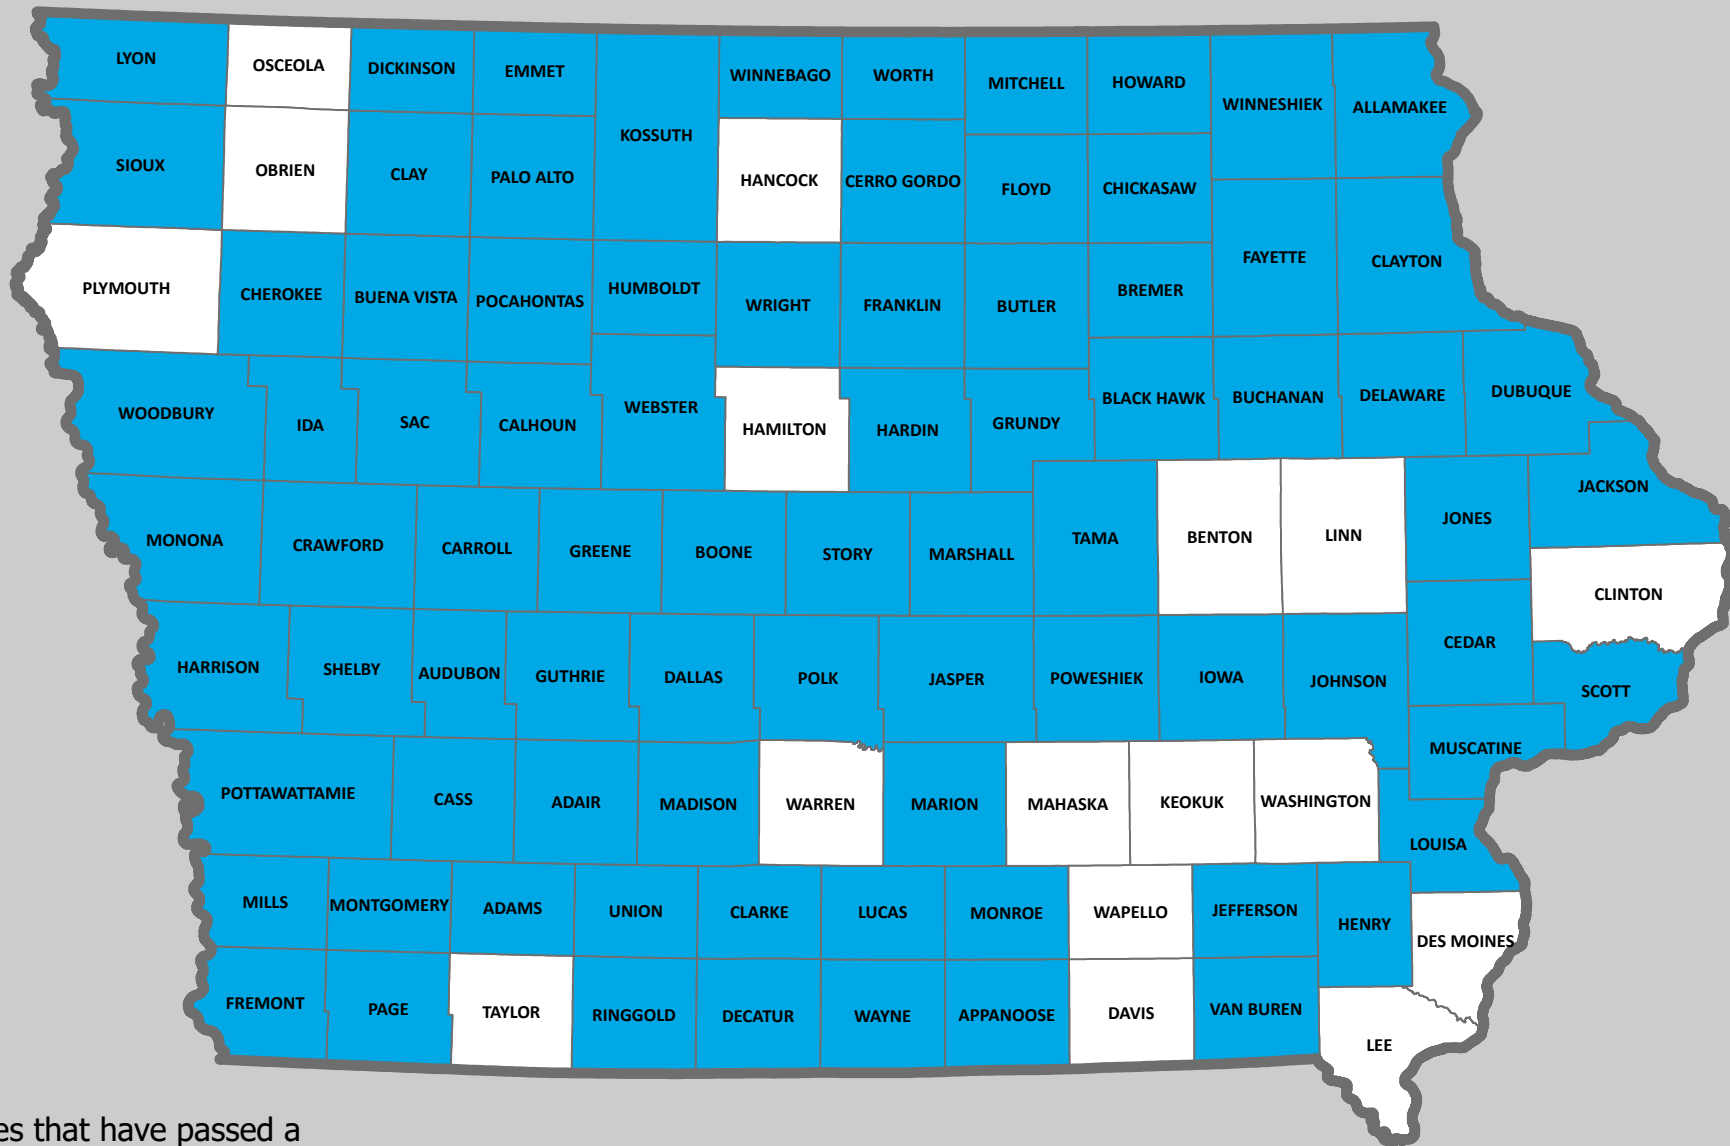 LYON
OSCEOLA
DICKINSON
EMMET
KOSSUTH
WINNEBAGO
WORTH
MITCHELL
HOWARD
WINNESHIEK
ALLAMAKEE
SIOUX
OBRIEN
CLAY
PALO ALTO
HANCOCK
CERRO GORDO
FLOYD
CHICKASAW
PLYMOUTH
CHEROKEE
BUENA VISTA
POCAHONTAS
HUMBOLDT
WRIGHT
FRANKLIN
BUTLER
BREMER
FAYETTE
CLAYTON
WOODBURY
IDA
SAC
CALHOUN
WEBSTER
HAMILTON
HARDIN
GRUNDY
BLACK HAWK
BUCHANAN
DELAWARE
DUBUQUE
MONONA
CRAWFORD
CARROLL
GREENE
BOONE
STORY
MARSHALL
TAMA
BENTON
LINN
JONES
JACKSON
CLINTON
HARRISON
SHELBY
AUDUBON
GUTHRIE
DALLAS
POLK
JASPER
POWESHIEK
IOWA
JOHNSON
CEDAR
SCOTT
MUSCATINE
POTTAWATTAMIE
CASS
ADAIR
MADISON
WARREN
MARION
MAHASKA
KEOKUK
WASHINGTON
LOUISA
MILLS
MONTGOMERY
ADAMS
UNION
CLARKE
LUCAS
MONROE
WAPELLO
JEFFERSON
HENRY
DES MOINES
FREMONT
PAGE
TAYLOR
RINGGOLD
DECATUR
WAYNE
APPANOOSE
DAVIS
VAN BUREN
LEE
that have passed a